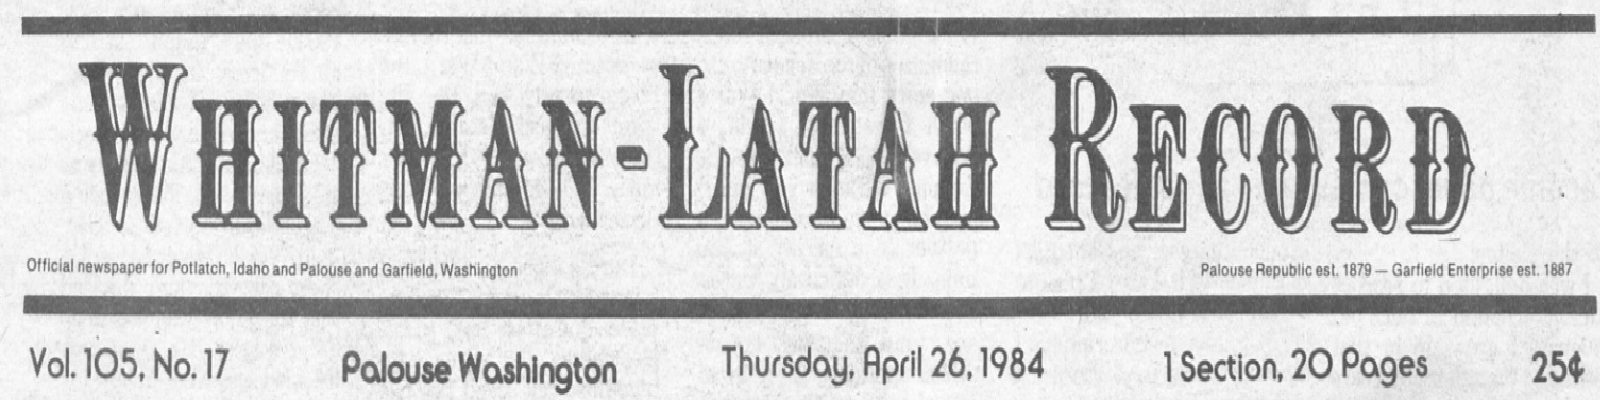 WHITMAN-LATAH RECORD
Official newspaper for Potlatch, Idaho and Palouse and Garfield, Washington
Palouse Republic est. 1879 — Garfield Enterprise est. 1887
Vol. 105, No. 17 Palouse Washington Thursday, April 26, 1984 1 Section, 20 Pages 25¢